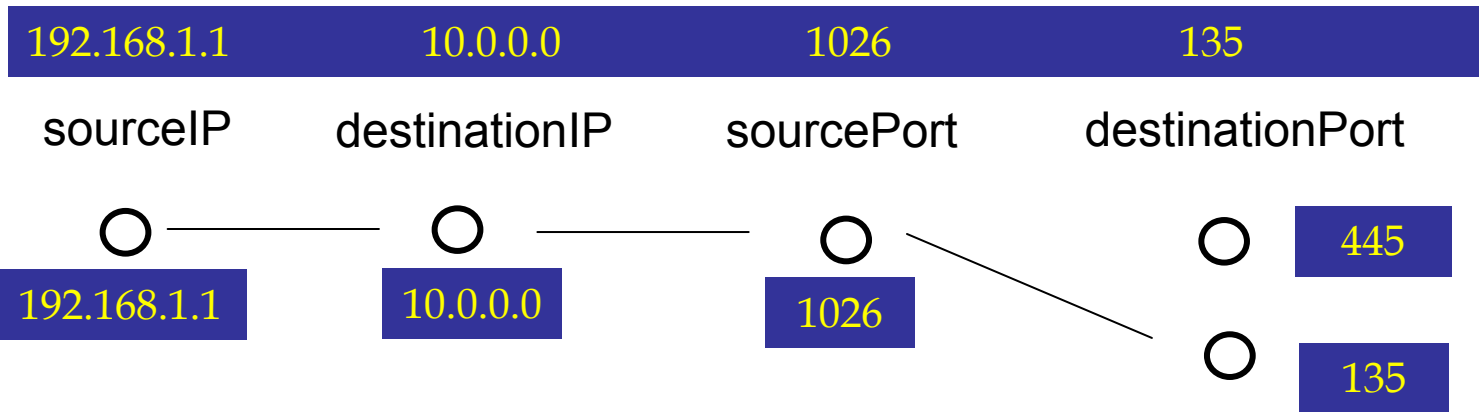 192.168.1.1 10.0.0.0 1026 135
sourceIP destinationIP sourcePort destinationPort
445
192.168.1.1 10.0.0.0 1026
135